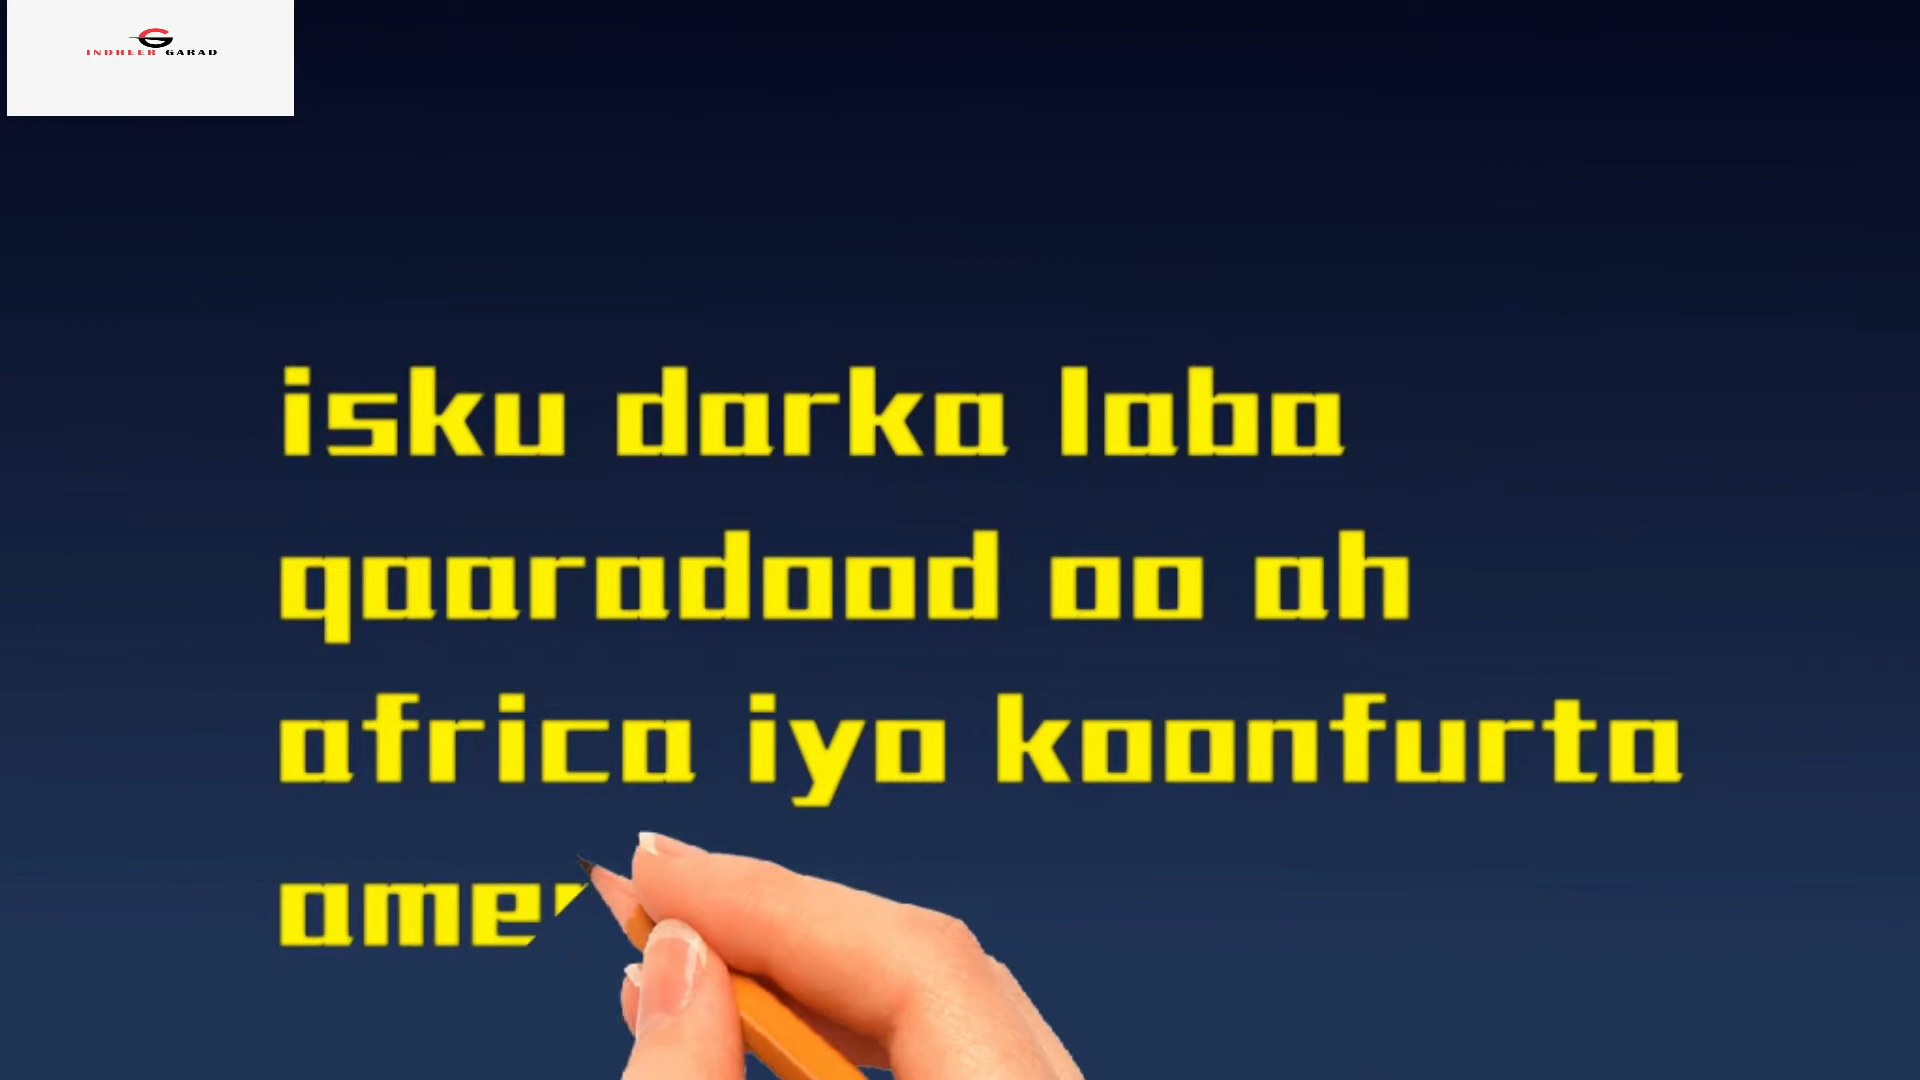 INDHEER GARAD
isku darka laba
qaaradood oo ah
africa iyo koonfurta